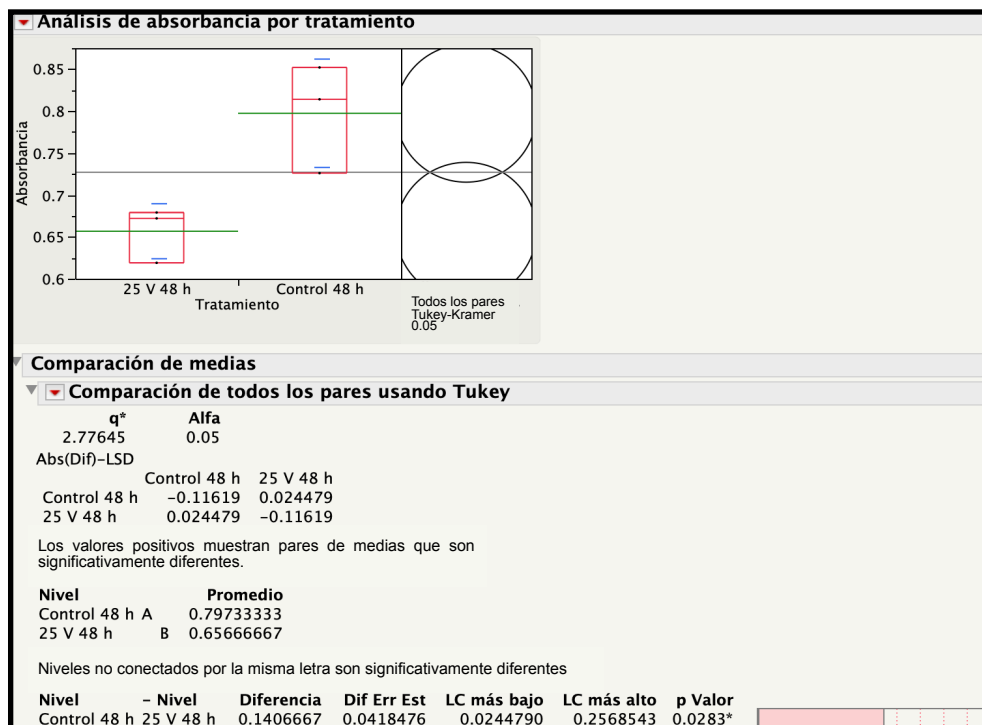 Análisis de absorbancia por tratamiento
0.85
0.8
0.75
0.7
0.65
0.6
Absorbancia
25 V 48 h
Control 48 h
Tratamiento
Todos los pares
Tukey-Kramer
0.05
Comparación de medias
Comparación de todos los pares usando Tukey
q* Alfa
2.77645 0.05
Abs(Dif)-LSD
Control 48 h 25 V 48 h
Control 48 h -0.11619 0.024479
25 V 48 h 0.024479 -0.11619
Los valores positivos muestran pares de medias que son
significativamente diferentes.
Nivel Promedio
Control 48 h A 0.79733333
25 V 48 h B 0.65666667
Niveles no conectados por la misma letra son significativamente diferentes
Nivel - Nivel Diferencia Dif Err Est LC más bajo LC más alto p Valor
Control 48 h 25 V 48 h 0.1406667 0.0418476 0.0244790 0.2568543 0.0283*